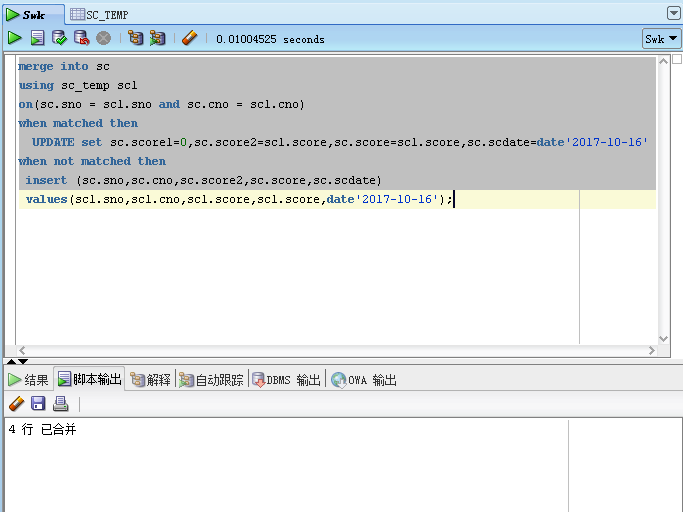 Swk SC_TEMP
0.01004525 seconds Swk
merge into sc
using sc_temp scl
on(sc.sno = scl.sno and sc.cno = scl.cno)
when matched then
UPDATE set sc.score1=0,sc.score2=scl.score,sc.score=scl.score,sc.scdate=date'2017-10-16'
when not matched then
insert (sc.sno,sc.cno,sc.score2,sc.score,sc.scdate)
values(scl.sno,scl.cno,scl.score,scl.score,date'2017-10-16');
结果 脚本输出 解释 自动跟踪 DBMS 输出 OWA 输出
4 行 已合并